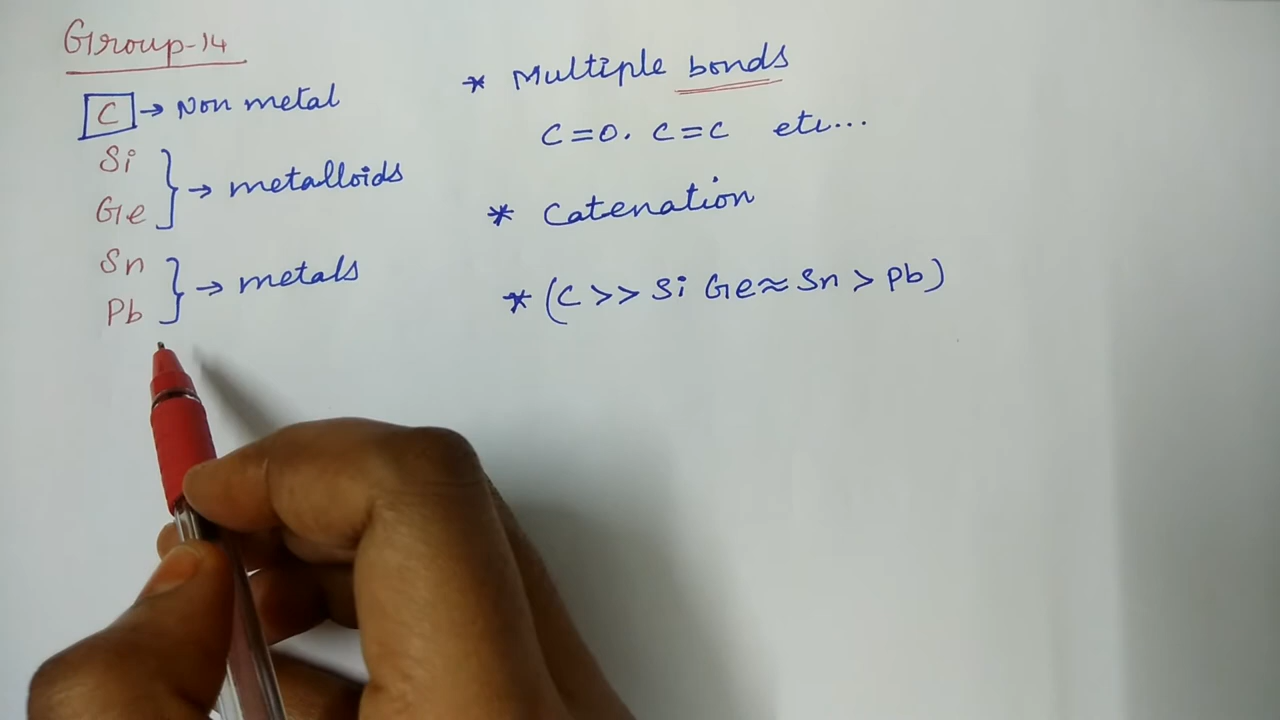 Group-14
C → Non metal
Si
Ge
} → metalloids
Sn
Pb
} → metals
* Multiple bonds
C=O. C=C etc...
* Catenation
* (C >> Si Ge ≈ Sn > Pb)